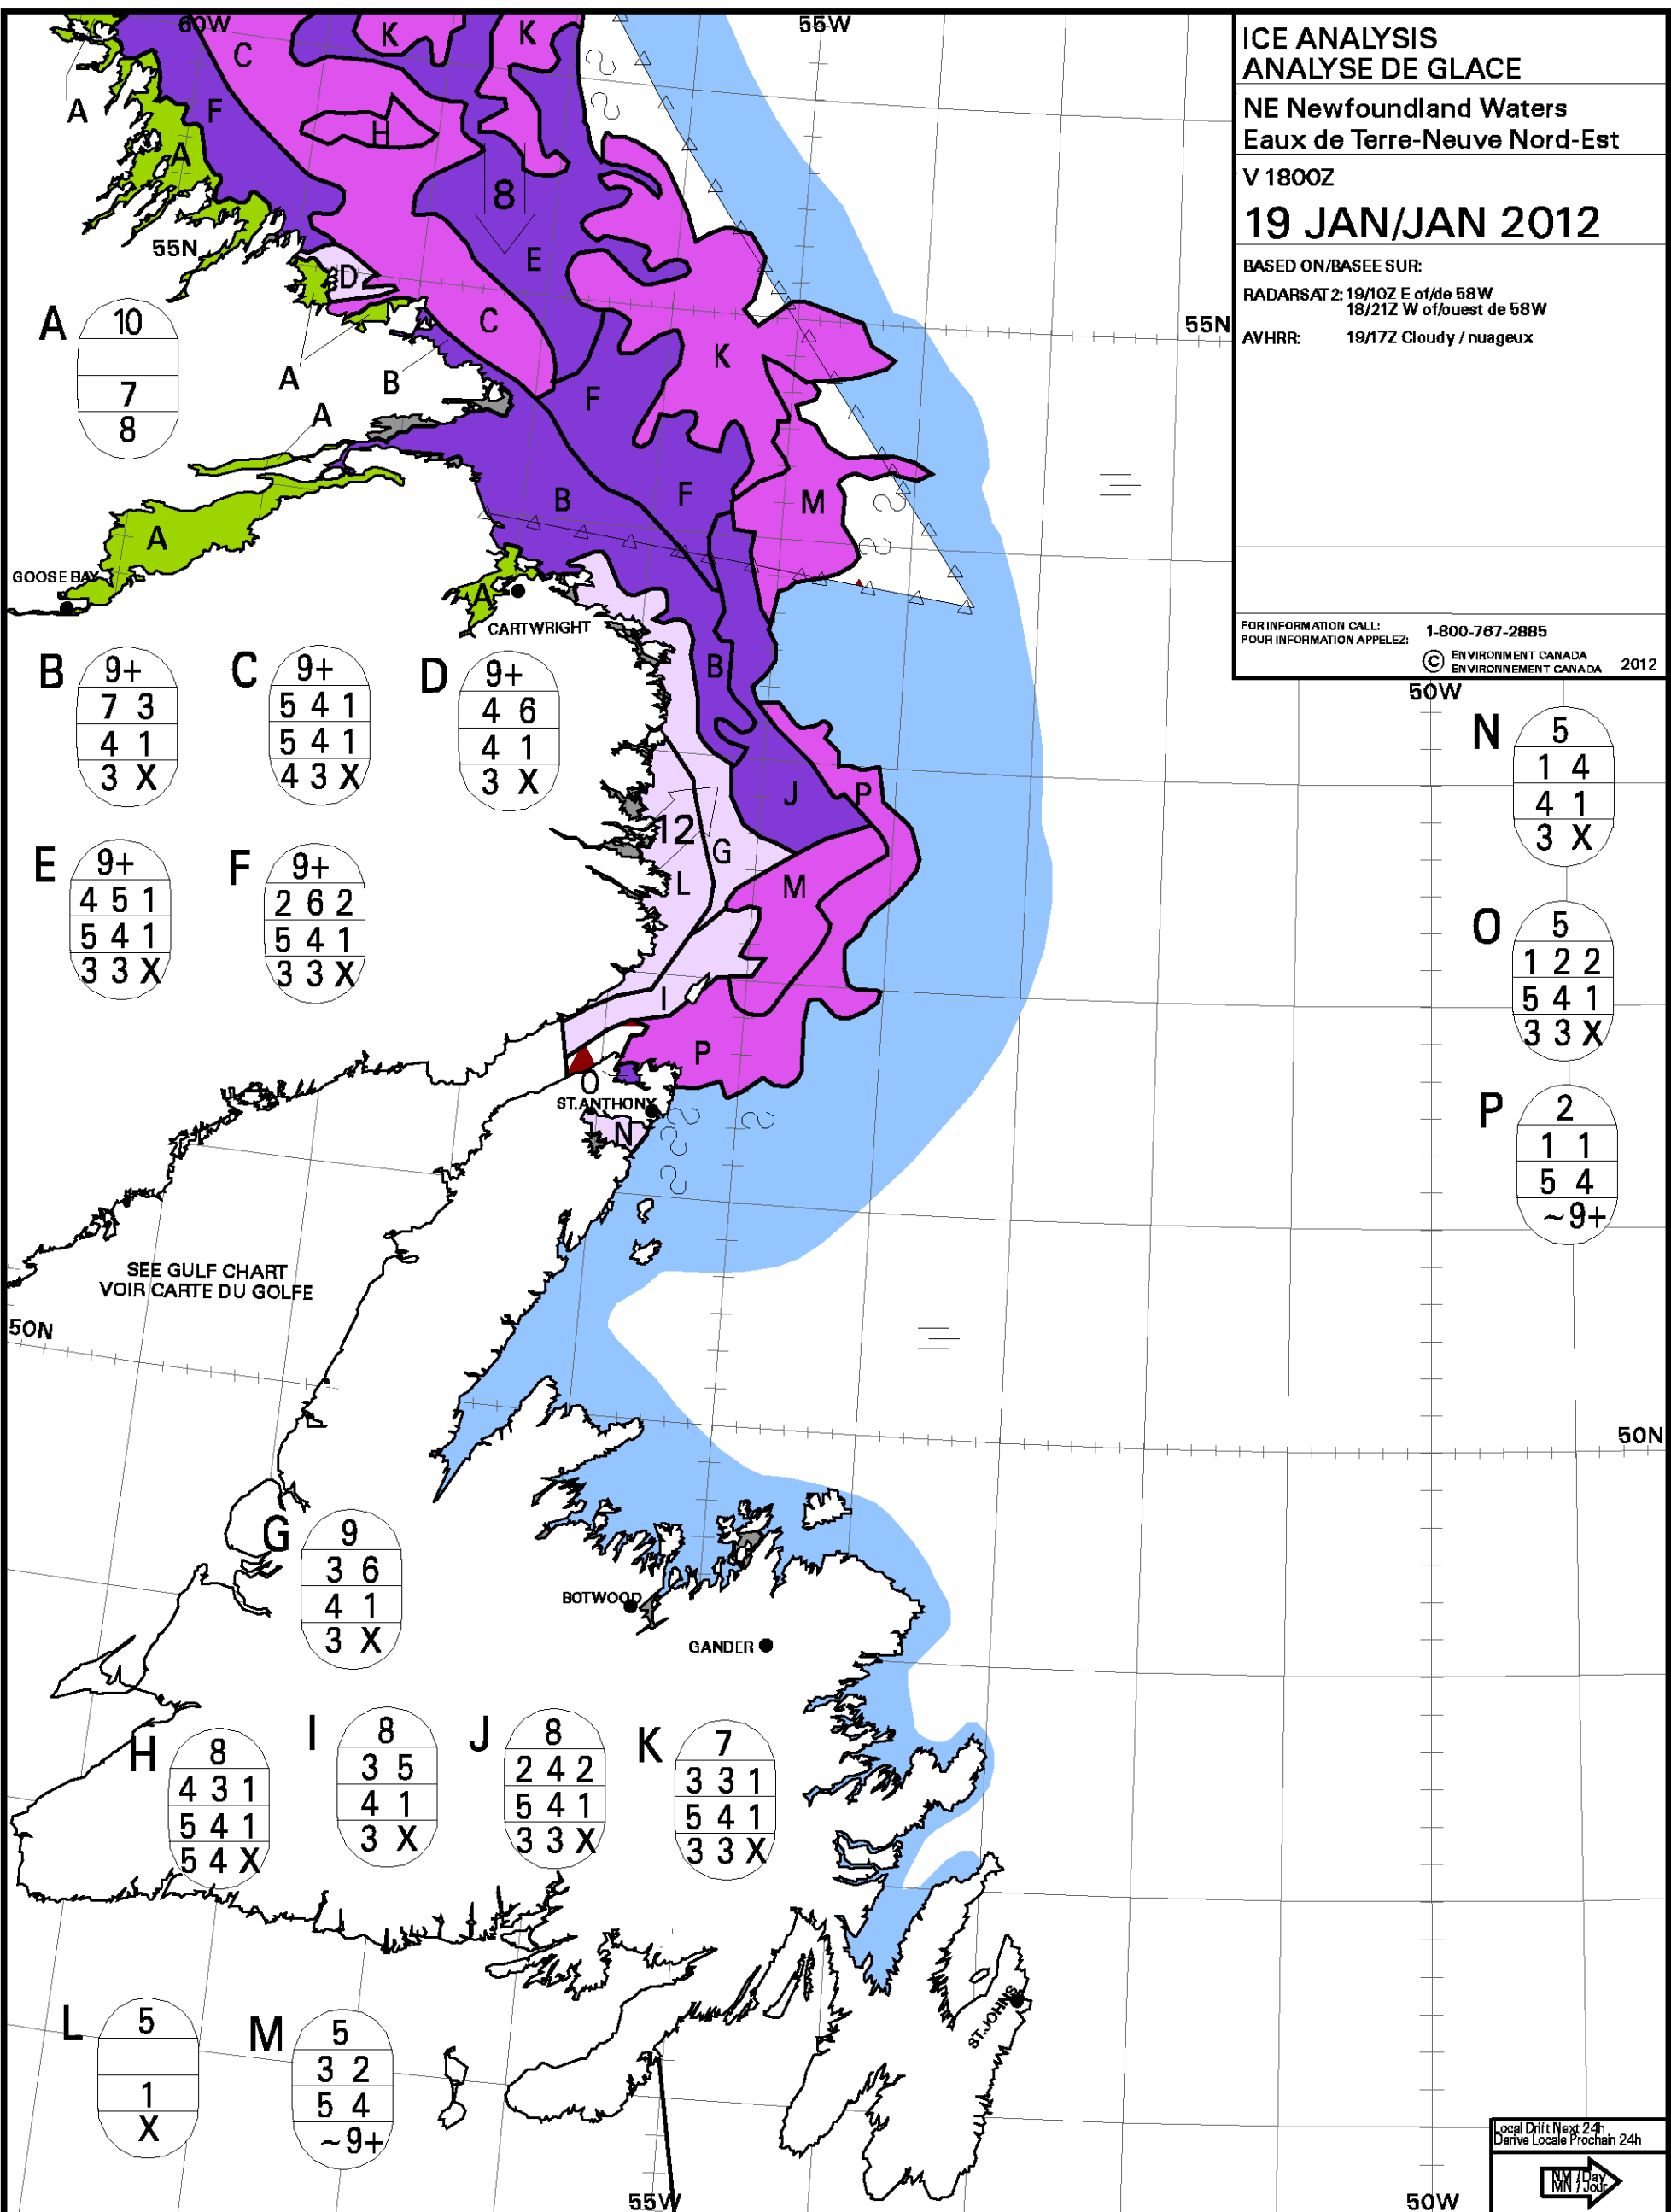 60W
55W
ICE ANALYSIS
ANALYSE DE GLACE
NE Newfoundland Waters
Eaux de Terre-Neuve Nord-Est
V 1800Z
19 JAN/JAN 2012
BASED ON/BASEE SUR:
RADARSAT2: 19/10Z E of/de 58W
18/21Z W of/ouest de 58W
AVHRR: 19/17Z Cloudy / nuageux
FOR INFORMATION CALL: 1-800-767-2885
POUR INFORMATION APPELEZ:
© ENVIRONMENT CANADA
ENVIRONNEMENT CANADA 2012
C
K
K
A
F
H
A
8
55N
E
D
C
K
55N
A
B
F
A
B
F
M
A
GOOSE BAY
A
CARTWRIGHT
B
J
P
12
G
L
M
I
P
O
ST.ANTHONY
N
A
10
7
8
B
9+
7 3
4 1
3 X
C
9+
5 4 1
5 4 1
4 3 X
D
9+
4 6
4 1
3 X
E
9+
4 5 1
5 4 1
3 3 X
F
9+
2 6 2
5 4 1
3 3 X
50W
N
5
1 4
4 1
3 X
O
5
1 2 2
5 4 1
3 3 X
P
2
1 1
5 4
~9+
SEE GULF CHART
VOIR CARTE DU GOLFE
50N
50N
G
9
3 6
4 1
3 X
BOTWOOD
GANDER
H
8
4 3 1
5 4 1
5 4 X
I
8
3 5
4 1
3 X
J
8
2 4 2
5 4 1
3 3 X
K
7
3 3 1
5 4 1
3 3 X
ST.JOHNS
L
5
1
X
M
5
3 2
5 4
~9+
55W
50W
Local Drift Next 24h
Derive Locale Prochain 24h
NM / Day
MN / Jour